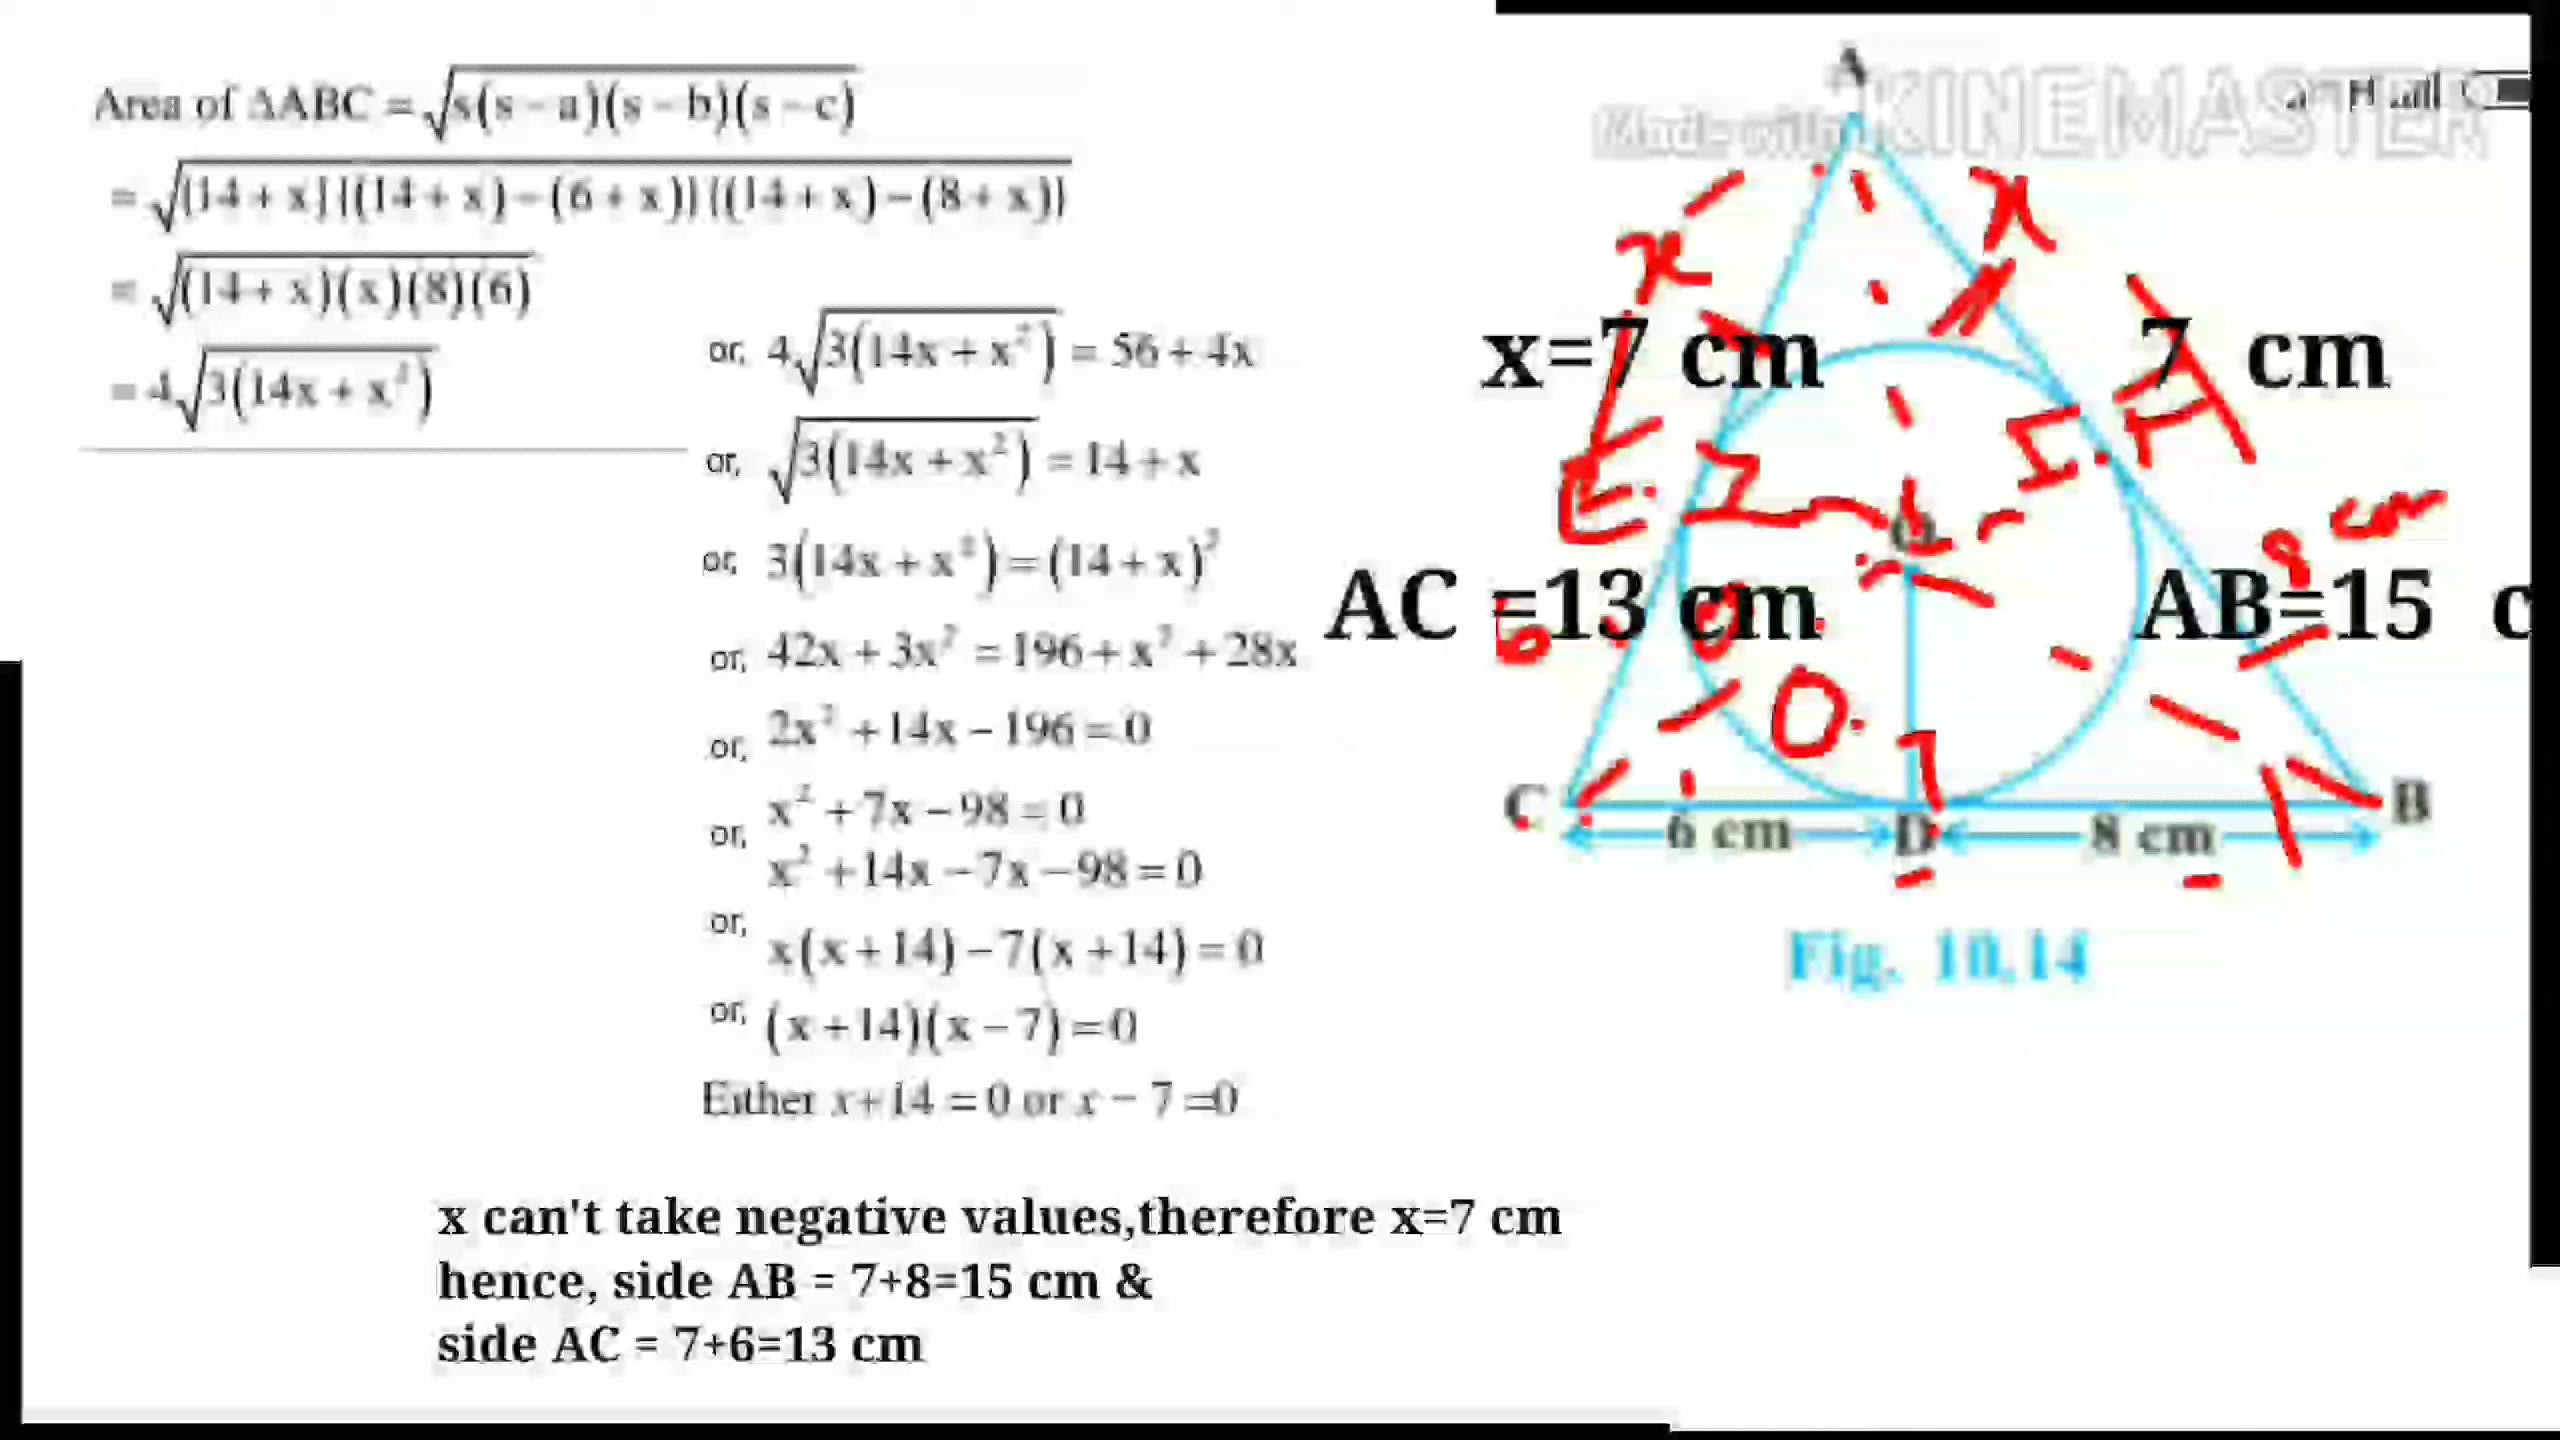 Area of ΔABC = √s(s − a)(s − b)(s − c)
= √{14 + x}{(14 + x) − (6 + x)}{(14 + x) − (8 + x)}
= √(14 + x)(x)(8)(6)
= 4√3(14x + x²)
or, 4√3(14x + x²) = 56 + 4x
or, √3(14x + x²) = 14 + x
or, 3(14x + x²) = (14 + x)²
or, 42x + 3x² = 196 + x² + 28x
or, 2x² + 14x − 196 = 0
or, x² + 7x − 98 = 0
x² + 14x − 7x − 98 = 0
or, x(x + 14) − 7(x + 14) = 0
or, (x + 14)(x − 7) = 0
Either x+14 = 0 or x − 7 =0
x can't take negative values,therefore x=7 cm
hence, side AB = 7+8=15 cm &
side AC = 7+6=13 cm
A
Made with KINEMASTER
x x
x=7 cm 7 cm
E F
O
8 cm
AC =13 cm AB=15 c
6
C 6 cm D 8 cm B
Fig. 10.14